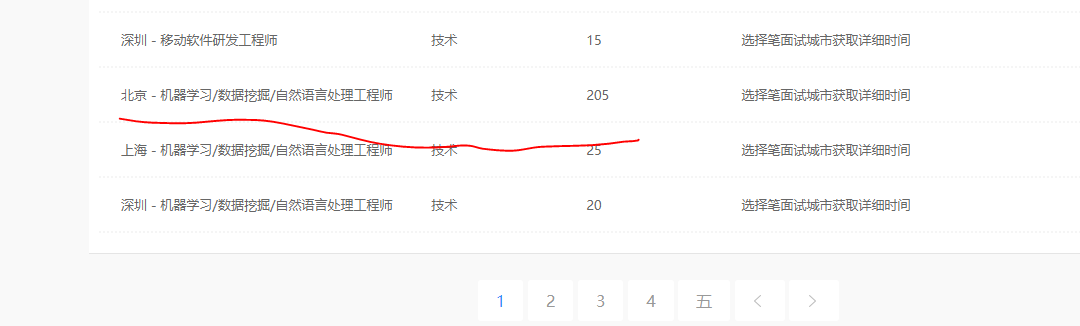 深圳 - 移动软件研发工程师 技术 15 选择笔面试城市获取详细时间
北京 - 机器学习/数据挖掘/自然语言处理工程师 技术 205 选择笔面试城市获取详细时间
上海 - 机器学习/数据挖掘/自然语言处理工程师 技术 25 选择笔面试城市获取详细时间
深圳 - 机器学习/数据挖掘/自然语言处理工程师 技术 20 选择笔面试城市获取详细时间
1 2 3 4 五 < >